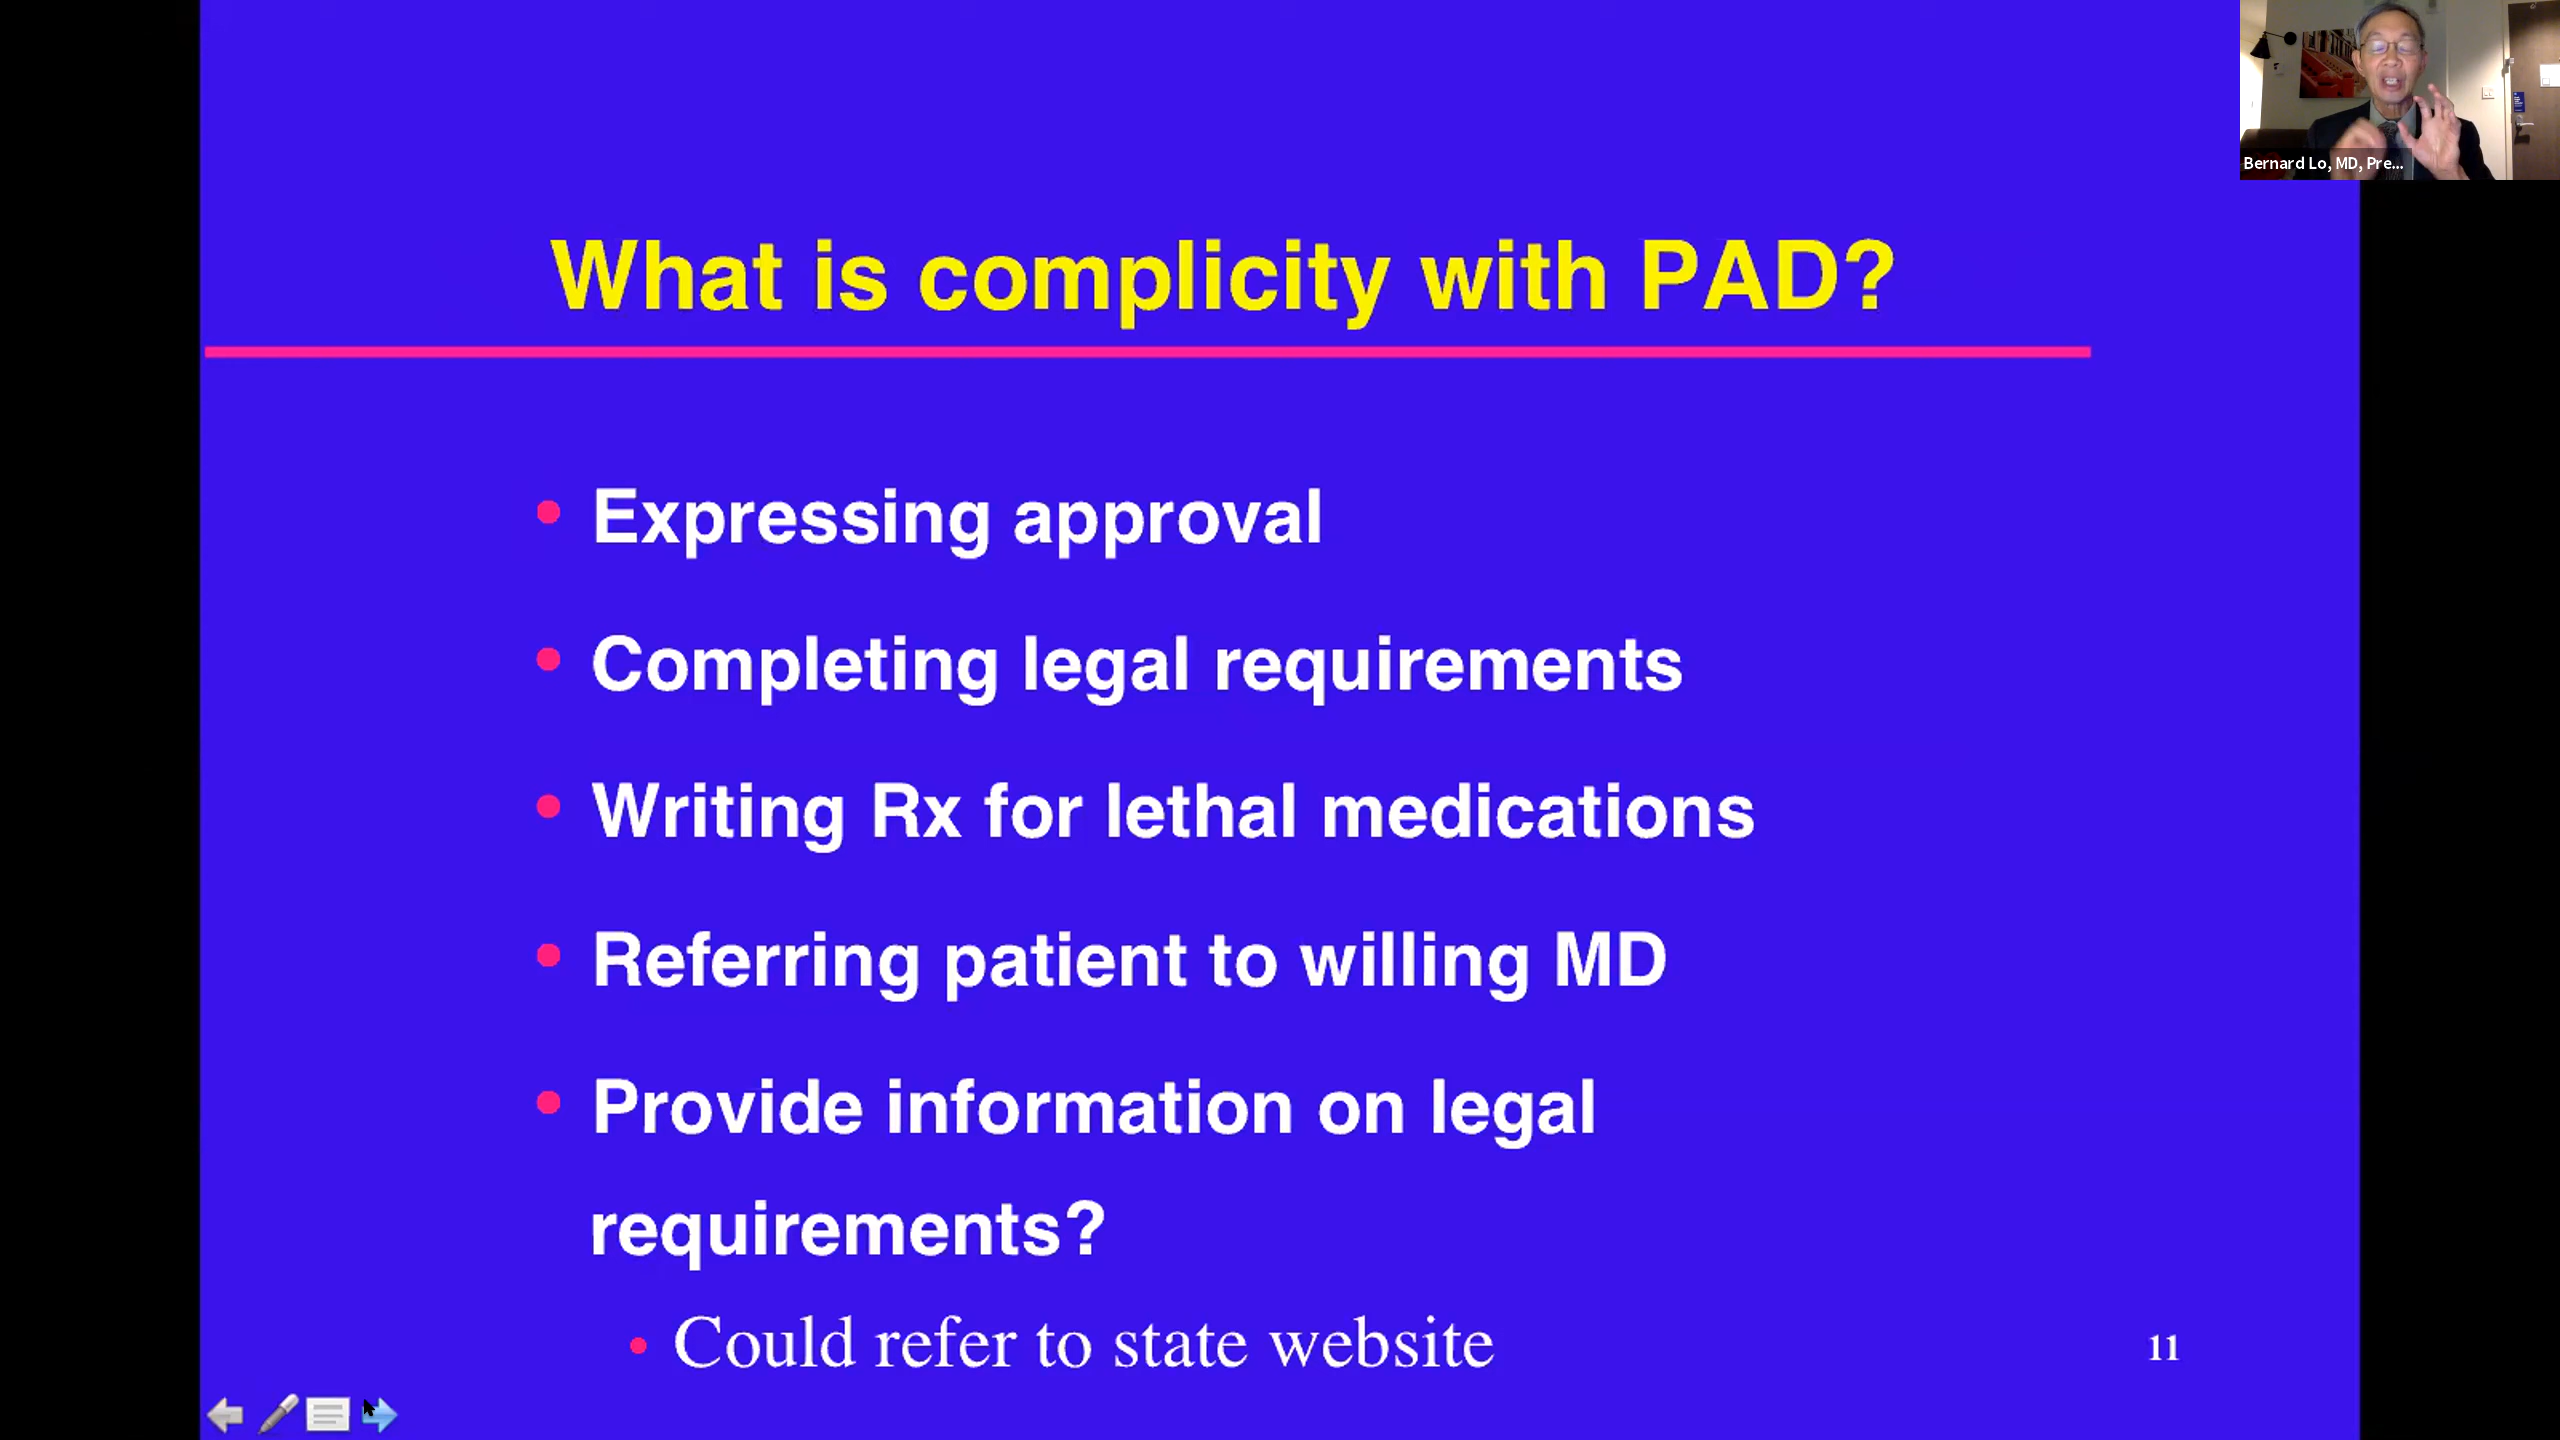 Bernard Lo, MD, Pre...
What is complicity with PAD?
• Expressing approval
• Completing legal requirements
• Writing Rx for lethal medications
• Referring patient to willing MD
• Provide information on legal
requirements?
• Could refer to state website
11